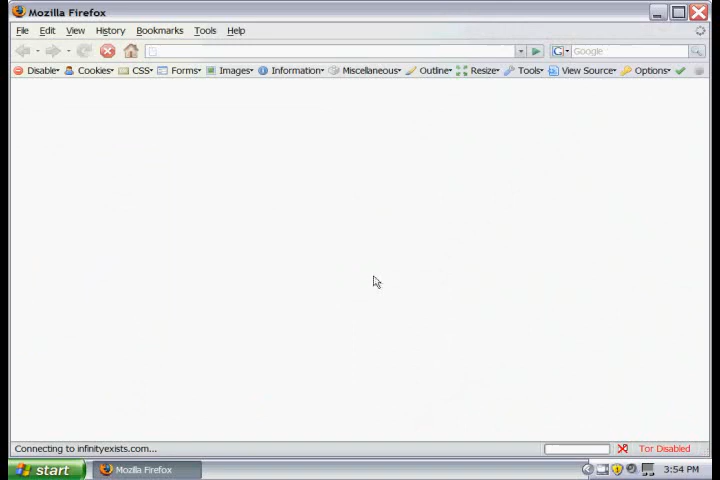 Mozilla Firefox
File Edit View History Bookmarks Tools Help
G Google
Disable Cookies CSS Forms Images Information Miscellaneous Outline Resize Tools View Source Options
Connecting to infinityexists.com... Tor Disabled
start Mozilla Firefox 3:54 PM